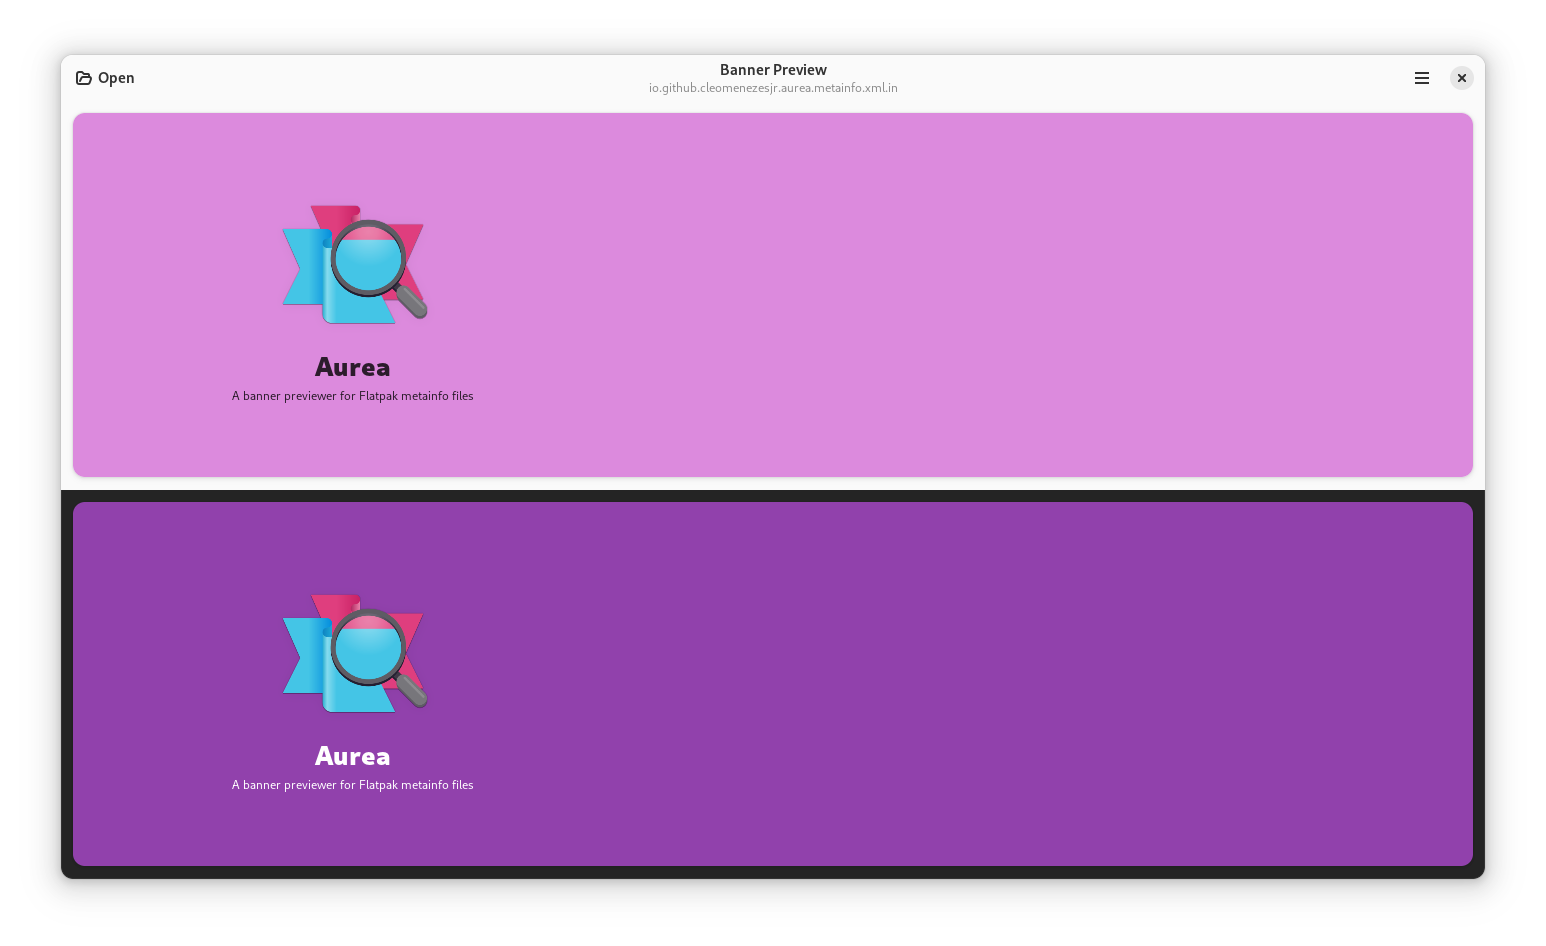 Open
Banner Preview
io.github.cleomenezesjr.aurea.metainfo.xml.in
Aurea
A banner previewer for Flatpak metainfo files
Aurea
A banner previewer for Flatpak metainfo files